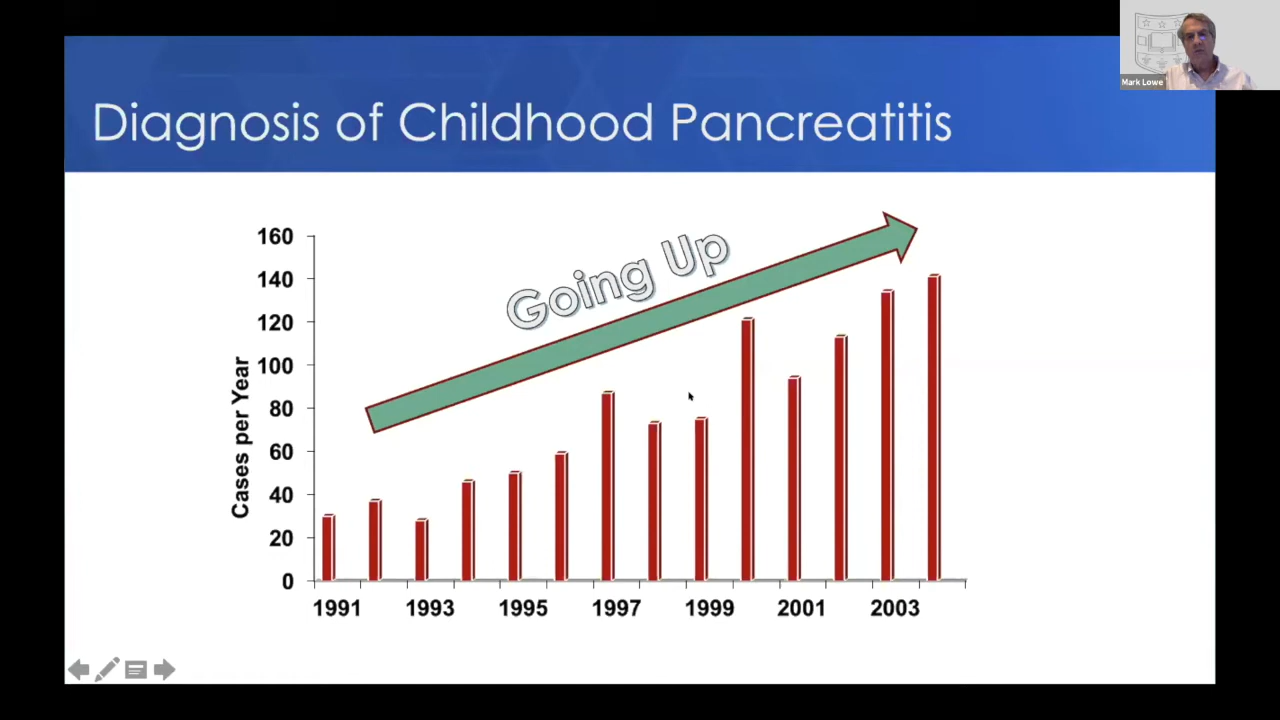 Mark Lowe
Diagnosis of Childhood Pancreatitis
Going Up
Cases per Year
160
140
120
100
80
60
40
20
0
1991 1993 1995 1997 1999 2001 2003